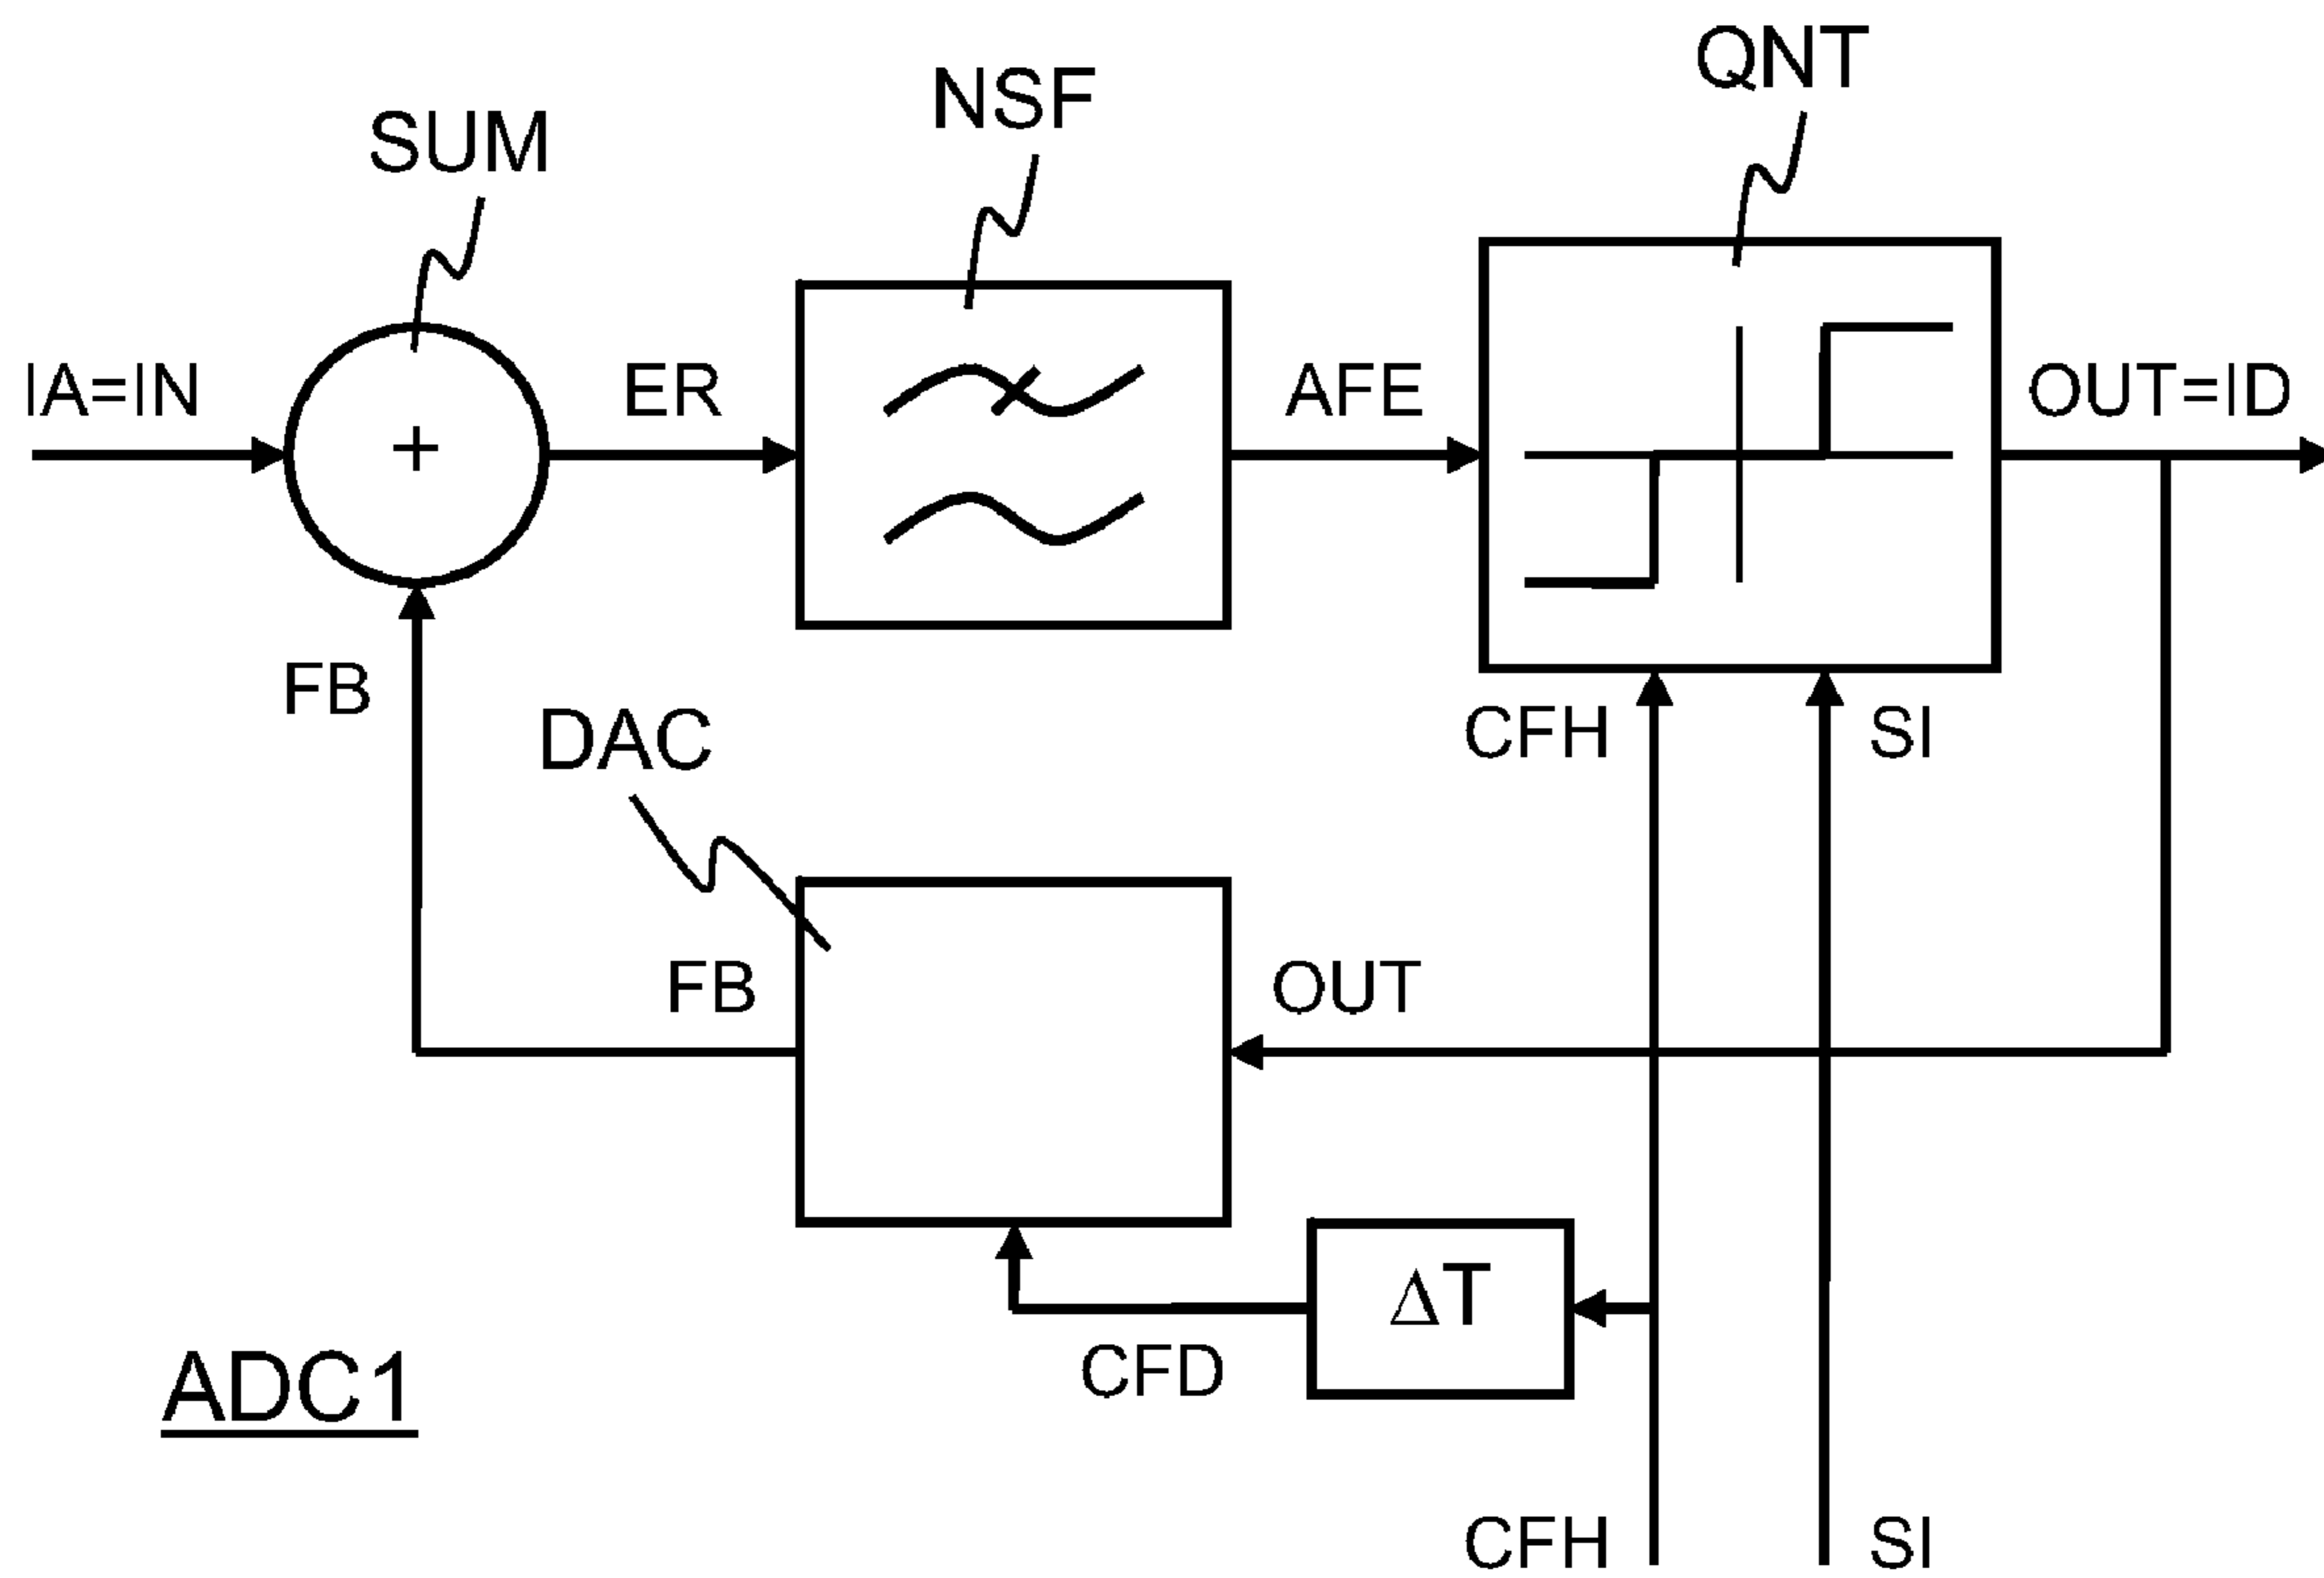 QNT
NSF
SUM
IA=IN
ER
AFE
OUT=ID
+
FB
DAC
CFH
SI
FB
OUT
ΔT
CFD
ADC1
CFH
SI